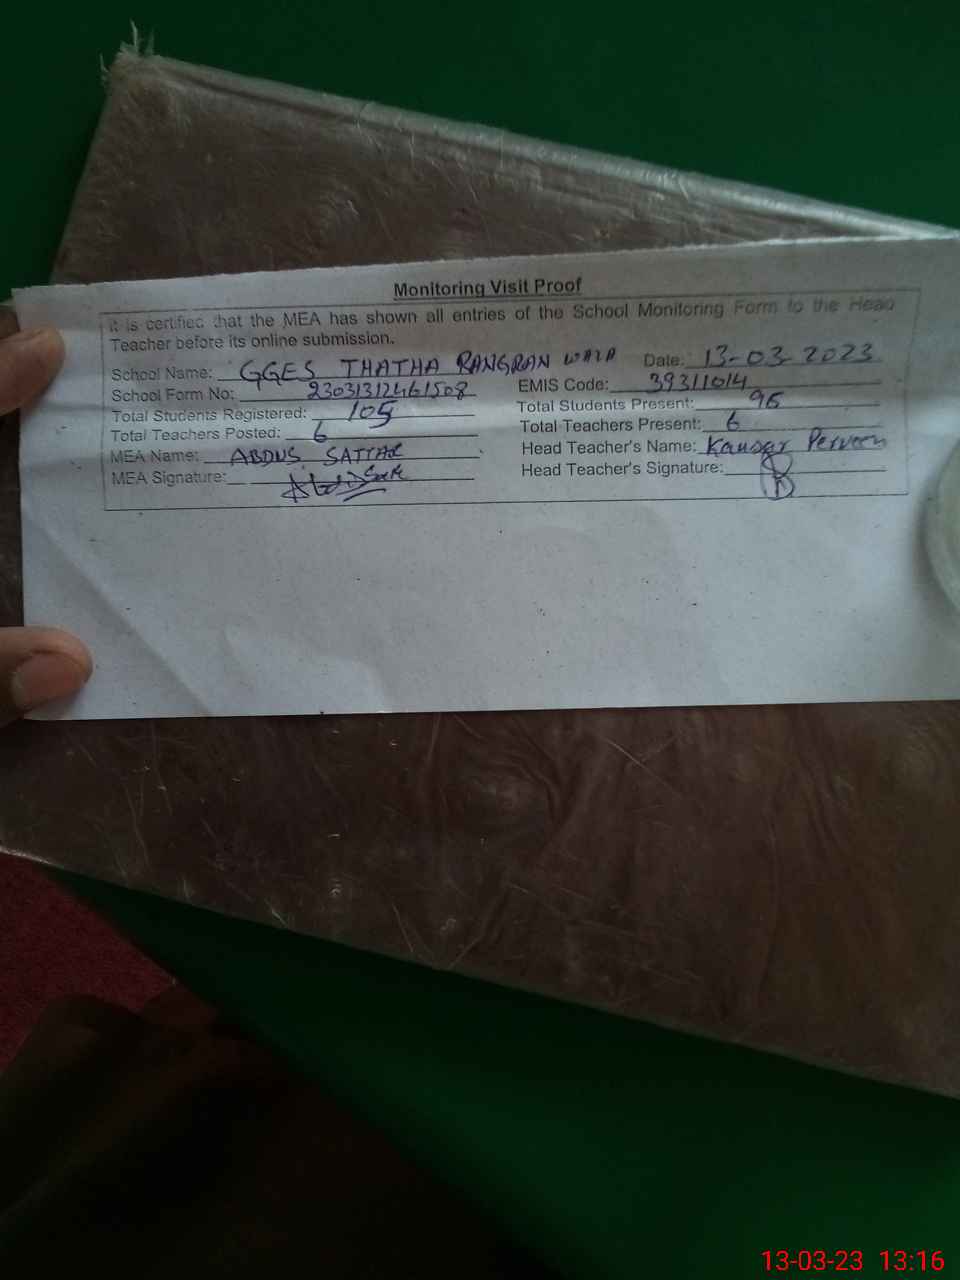 Monitoring Visit Proof
It is certified that the MEA has shown all entries of the School Monitoring Form to the Head
Teacher before its online submission.
School Name: GGES THATHA RANGRAN WALA Date: 13-03-2023
School Form No: 23031312461508 EMIS Code: 39311014
Total Students Registered: 105 Total Students Present: 96
Total Teachers Posted: 6 Total Teachers Present: 6
MEA Name: ABDUS SATTAR Head Teacher's Name: Kausar Perveen
MEA Signature: Head Teacher's Signature:
13-03-23 13:16